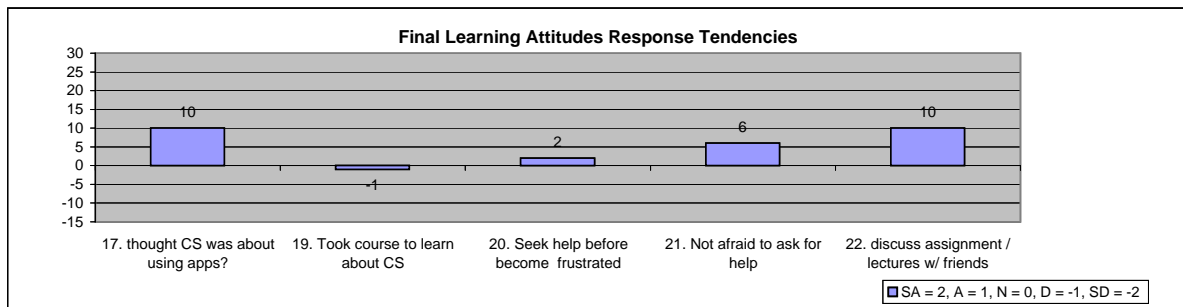 Final Learning Attitudes Response Tendencies
30
25
20
15
10
5
0
-5
-10
-15
10
-1
2
6
10
17. thought CS was about
using apps?
19. Took course to learn
about CS
20. Seek help before
become frustrated
21. Not afraid to ask for
help
22. discuss assignment /
lectures w/ friends
SA = 2, A = 1, N = 0, D = -1, SD = -2